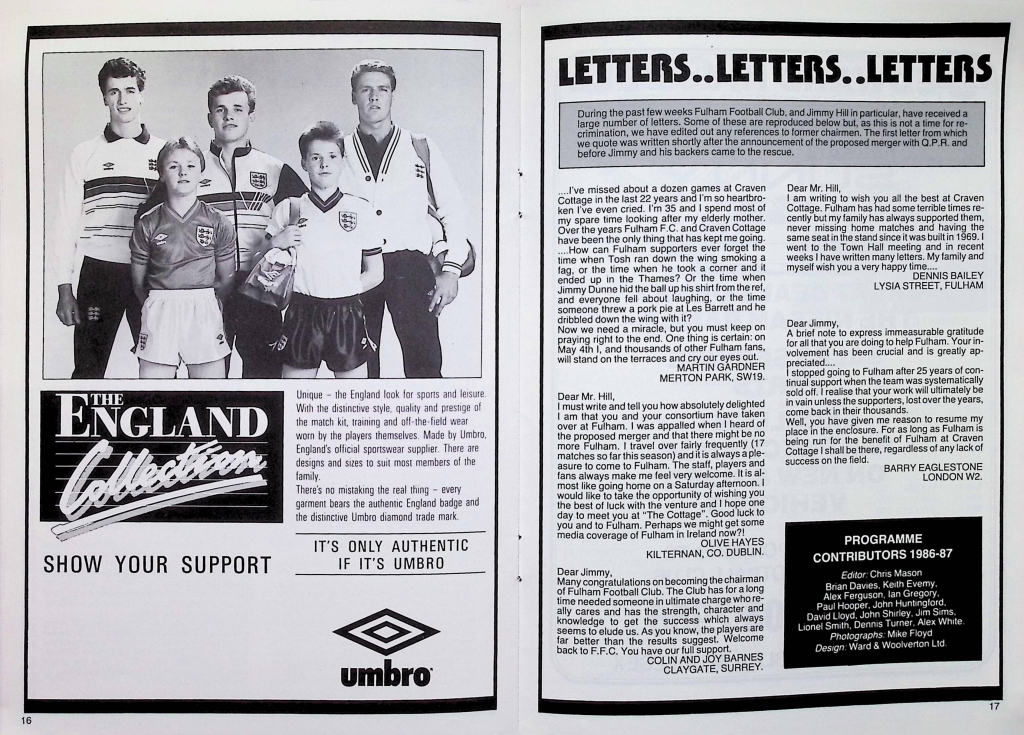 THE
ENGLAND
Collection
SHOW YOUR SUPPORT
Unique – the England look for sports and leisure.
With the distinctive style, quality and prestige of
the match kit, training and off-the-field wear
worn by the players themselves. Made by Umbro,
England's official sportswear supplier. There are
designs and sizes to suit most members of the
family.
There's no mistaking the real thing – every
garment bears the authentic England badge and
the distinctive Umbro diamond trade mark.
IT'S ONLY AUTHENTIC
IF IT'S UMBRO
umbro
16
LETTERS..LETTERS..LETTERS
During the past few weeks Fulham Football Club, and Jimmy Hill in particular, have received a
large number of letters. Some of these are reproduced below but, as this is not a time for re-
crimination, we have edited out any references to former chairmen. The first letter from which
we quote was written shortly after the announcement of the proposed merger with Q.P.R. and
before Jimmy and his backers came to the rescue.
....I've missed about a dozen games at Craven
Cottage in the last 22 years and I'm so heartbro-
ken I've even cried. I'm 35 and I spend most of
my spare time looking after my elderly mother.
Over the years Fulham F.C. and Craven Cottage
have been the only thing that has kept me going.
....How can Fulham supporters ever forget the
time when Tosh ran down the wing smoking a
fag, or the time when he took a corner and it
ended up in the Thames? Or the time when
Jimmy Dunne hid the ball up his shirt from the ref,
and everyone fell about laughing, or the time
someone threw a pork pie at Les Barrett and he
dribbled down the wing with it?
Now we need a miracle, but you must keep on
praying right to the end. One thing is certain: on
May 4th I, and thousands of other Fulham fans,
will stand on the terraces and cry our eyes out.
MARTIN GARDNER
MERTON PARK, SW19.
Dear Mr. Hill,
I must write and tell you how absolutely delighted
I am that you and your consortium have taken
over at Fulham. I was appalled when I heard of
the proposed merger and that there might be no
more Fulham. I travel over fairly frequently (17
matches so far this season) and it is always a ple-
asure to come to Fulham. The staff, players and
fans always make me feel very welcome. It is al-
most like going home on a Saturday afternoon. I
would like to take the opportunity of wishing you
the best of luck with the venture and I hope one
day to meet you at "The Cottage". Good luck to
you and to Fulham. Perhaps we might get some
media coverage of Fulham in Ireland now?!
OLIVE HAYES
KILTERNAN, CO. DUBLIN.
Dear Jimmy,
Many congratulations on becoming the chairman
of Fulham Football Club. The Club has for a long
time needed someone in ultimate charge who re-
ally cares and has the strength, character and
knowledge to get the success which always
seems to elude us. As you know, the players are
far better than the results suggest. Welcome
back to F.F.C. You have our full support.
COLIN AND JOY BARNES
CLAYGATE, SURREY.
Dear Mr. Hill,
I am writing to wish you all the best at Craven
Cottage. Fulham has had some terrible times re-
cently but my family has always supported them,
never missing home matches and having the
same seat in the stand since it was built in 1969. I
went to the Town Hall meeting and in recent
weeks I have written many letters. My family and
myself wish you a very happy time....
DENNIS BAILEY
LYSIA STREET, FULHAM
Dear Jimmy,
A brief note to express immeasurable gratitude
for all that you are doing to help Fulham. Your in-
volvement has been crucial and is greatly ap-
preciated....
I stopped going to Fulham after 25 years of con-
tinual support when the team was systematically
sold off. I realise that your work will ultimately be
in vain unless the supporters, lost over the years,
come back in their thousands.
Well, you have given me reason to resume my
place in the enclosure. For as long as Fulham is
being run for the benefit of Fulham at Craven
Cottage I shall be there, regardless of any lack of
success on the field.
BARRY EAGLESTONE
LONDON W2.
PROGRAMME
CONTRIBUTORS 1986-87
Editor: Chris Mason
Brian Davies, Keith Evemy,
Alex Ferguson, Ian Gregory,
Paul Hooper, John Huntingford,
David Lloyd, John Shirley, Jim Sims,
Lionel Smith, Dennis Turner, Alex White.
Photographs: Mike Floyd
Design: Ward & Woolverton Ltd.
17